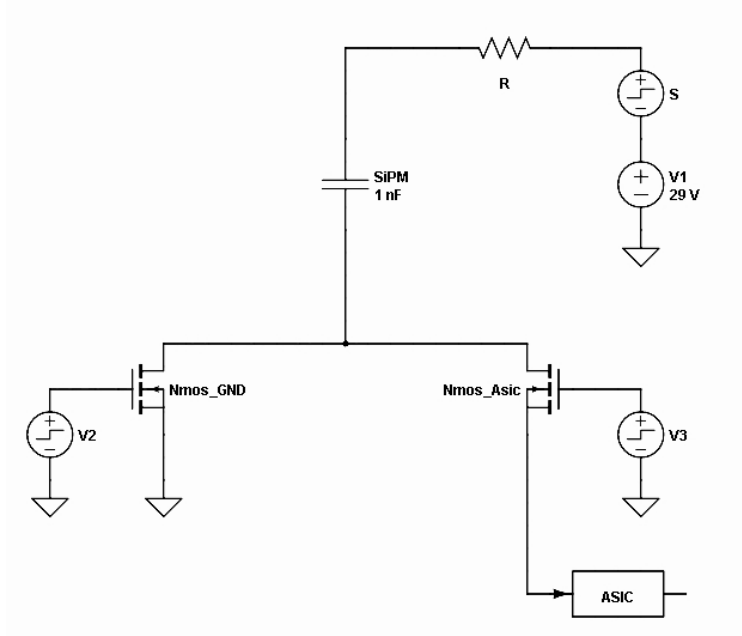 R
S
SiPM
1 nF
V1
29 V
Nmos_GND
Nmos_Asic
V2
V3
ASIC